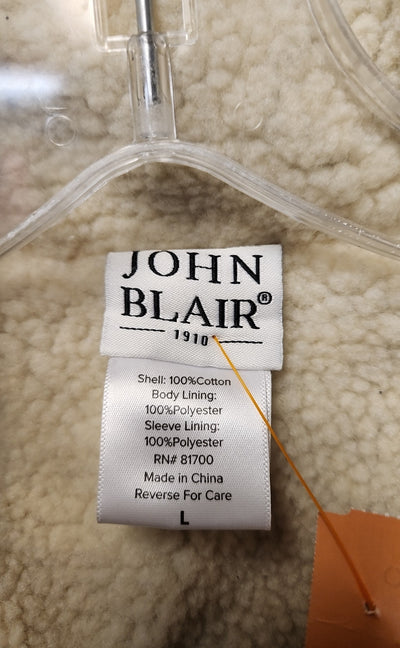 JOHN
BLAIR®
1910
Shell: 100%Cotton
Body Lining:
100%Polyester
Sleeve Lining:
100%Polyester
RN# 81700
Made in China
Reverse For Care
L